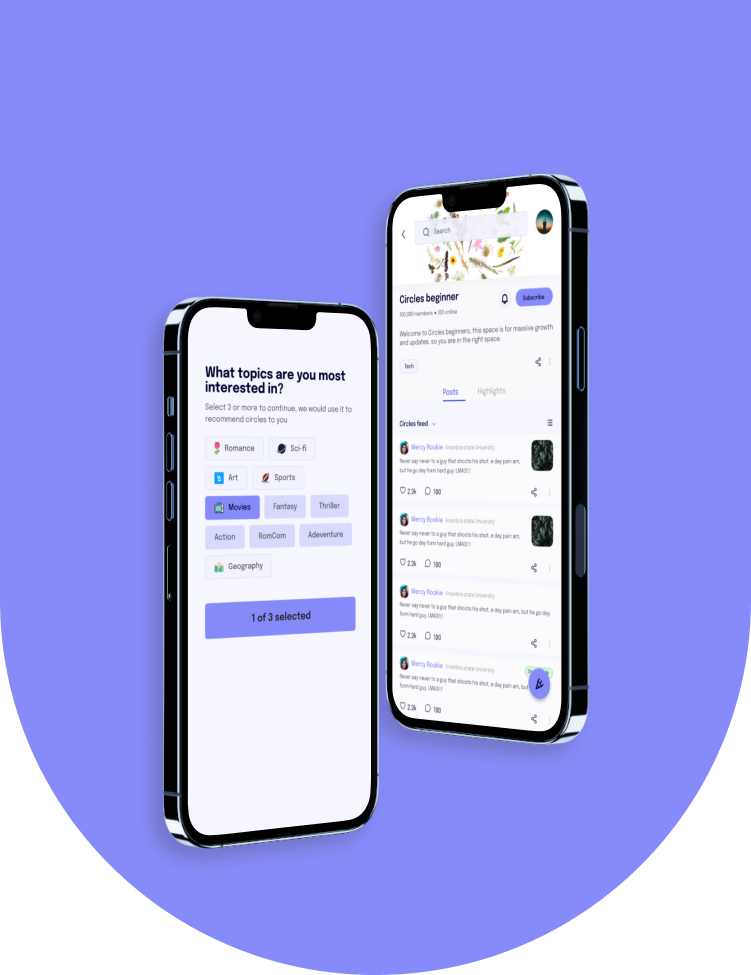 What topics are you most
interested in?
Select 3 or more to continue, we would use it to
recommend circles to you
Romance
Sci-fi
Art
Sports
Movies
Fantasy
Thriller
Action
RomCom
Adeventure
Geography
1 of 3 selected
Search
Circles beginner
Subscribe
100,000 members • 100 online
Welcome to Circles beginners, this space is for massive growth
and updates. so you are in the right space.
Tech
Posts
Highlights
Circles feed
Mercy Rookie Anambra state University
Never say never to a guy that shoots his shot. e dey pain am,
but he go dey form hard guy. LMAO!!!
2.3k
100
Mercy Rookie Anambra state University
Never say never to a guy that shoots his shot. e dey pain am,
but he go dey form hard guy. LMAO!!!
2.3k
100
Mercy Rookie Anambra state University
Never say never to a guy that shoots his shot. e dey pain am, but he go dey
form hard guy. LMAO!!!
2.3k
100
Mercy Rookie Anambra state University
Never say never to a guy that shoots his shot. e dey pain am, but
form hard guy. LMAO!!!
2.3k
100